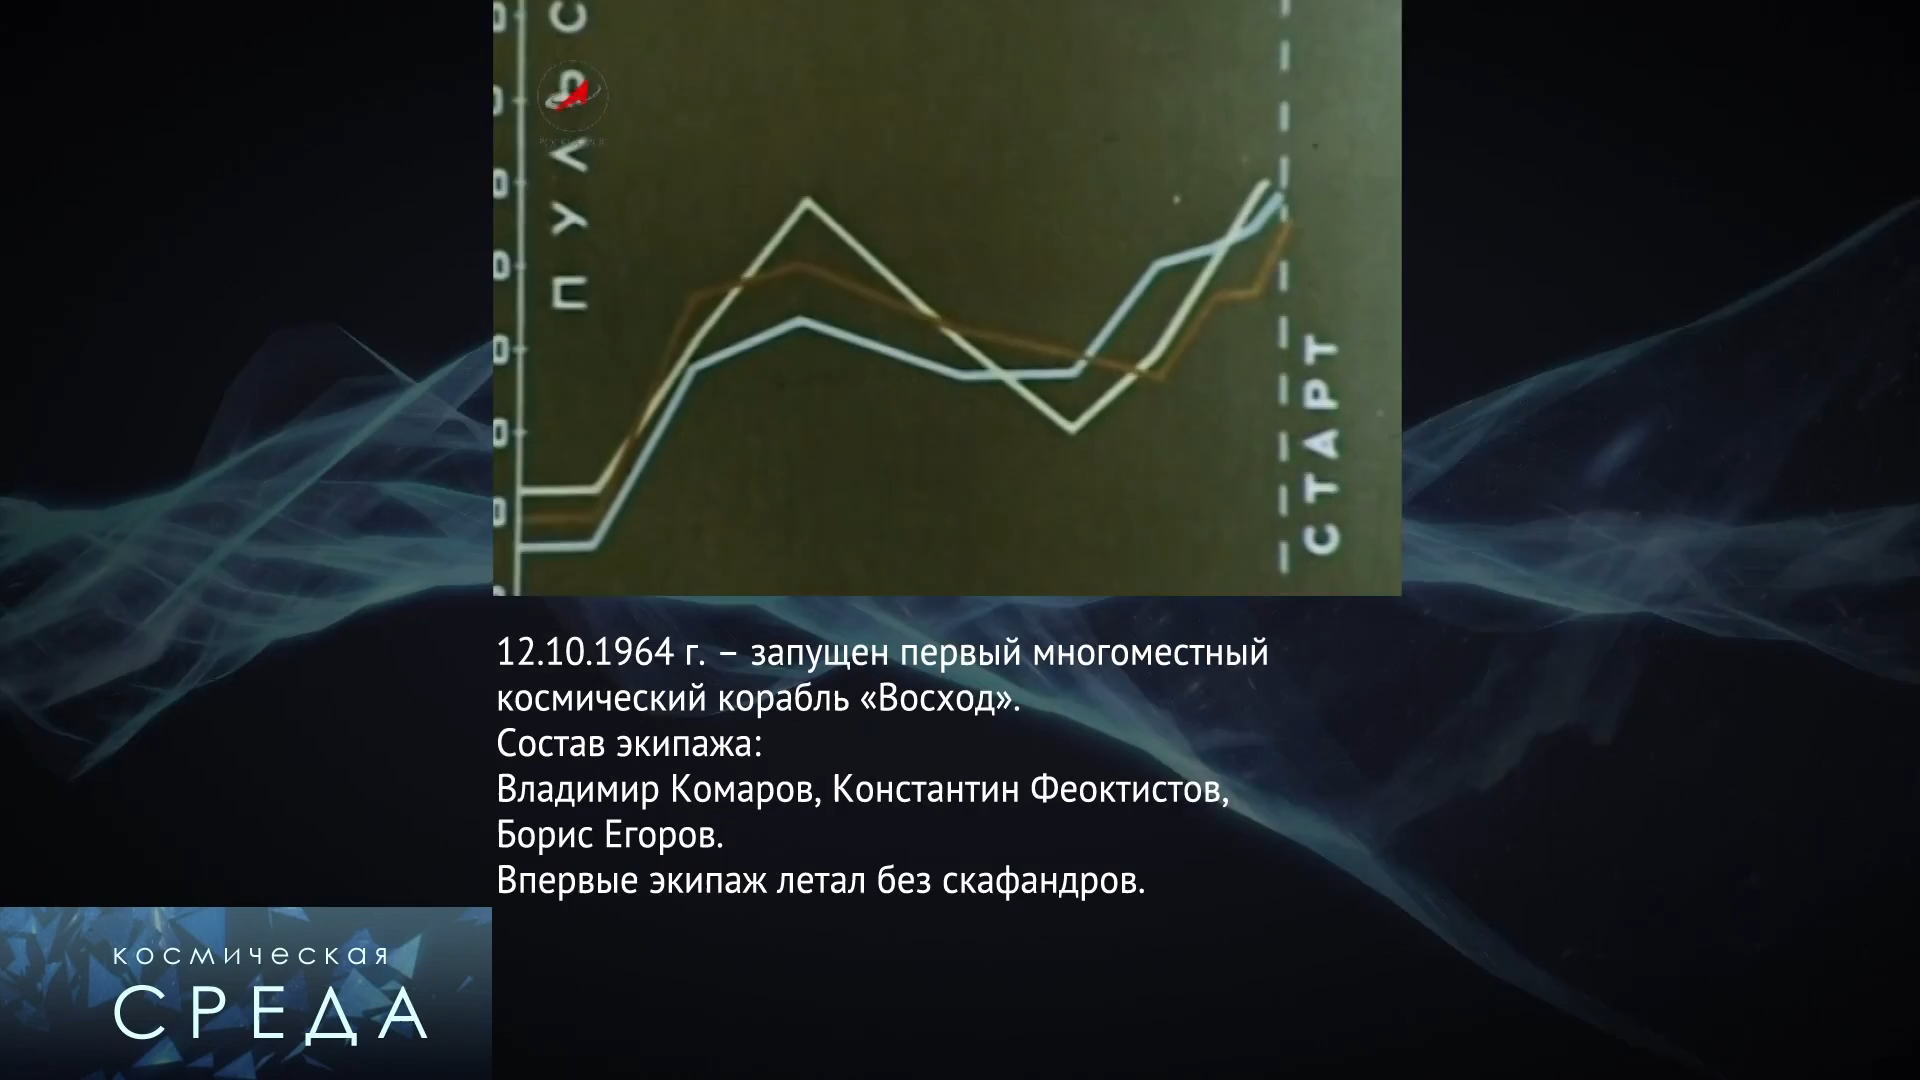 ПУЛЬС
СТАРТ
12.10.1964 г. – запущен первый многоместный
космический корабль «Восход».
Состав экипажа:
Владимир Комаров, Константин Феоктистов,
Борис Егоров.
Впервые экипаж летал без скафандров.
космическая
СРЕДА